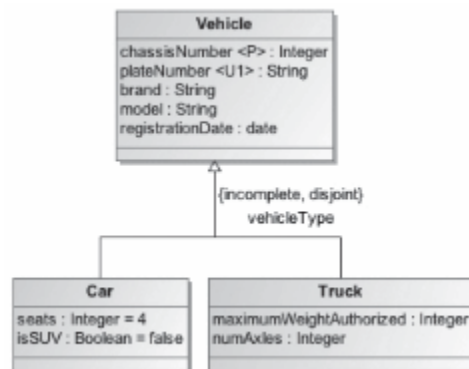 Vehicle
chassisNumber <P> : Integer
plateNumber <U1> : String
brand : String
model : String
registrationDate : date
{incomplete, disjoint}
vehicleType
Car
seats : Integer = 4
isSUV : Boolean = false
Truck
maximumWeightAuthorized : Integer
numAxles : Integer